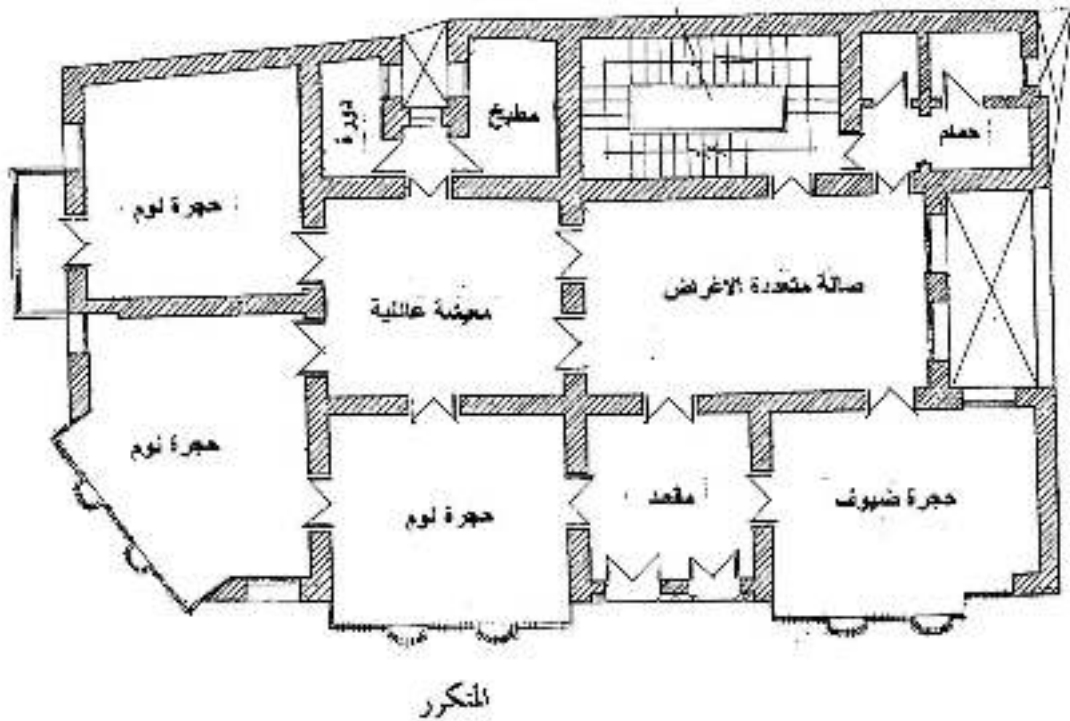 دورة
مطبخ
حمام
حجرة نوم
معيشة عائلية
صالة متعددة الاغراض
حجرة نوم
حجرة نوم
مقعد
حجرة ضيوف
المتكرر